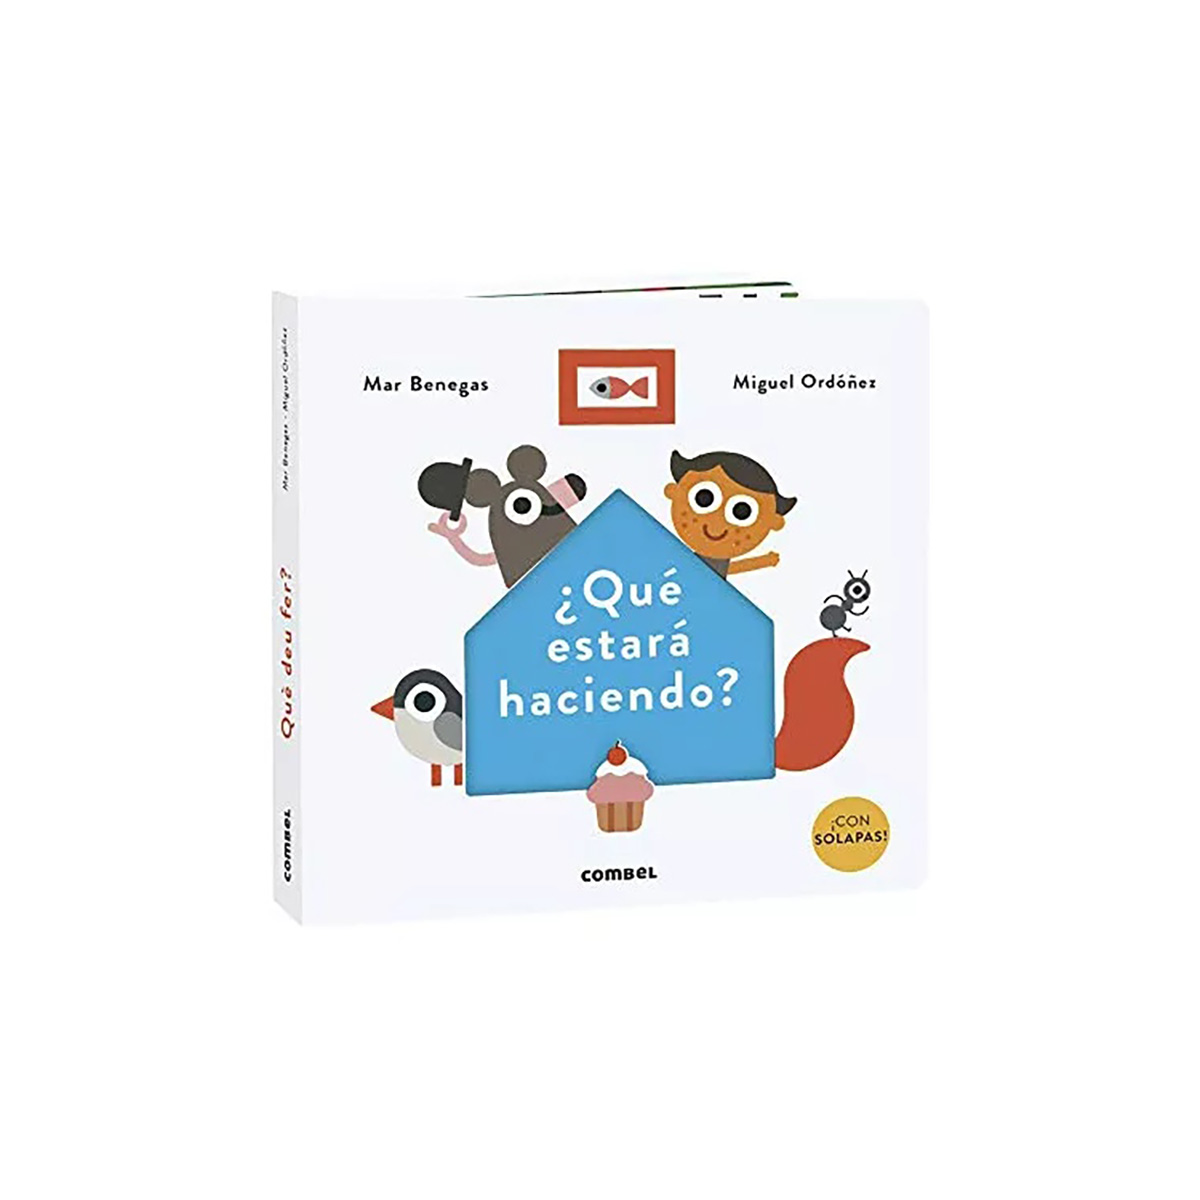 Mar Benegas
Miguel Ordóñez
¿Qué
estará
haciendo?
¡CON
SOLAPAS!
COMBEL
Mar Benegas - Miguel Ordóñez
Què deu fer?
COMBEL